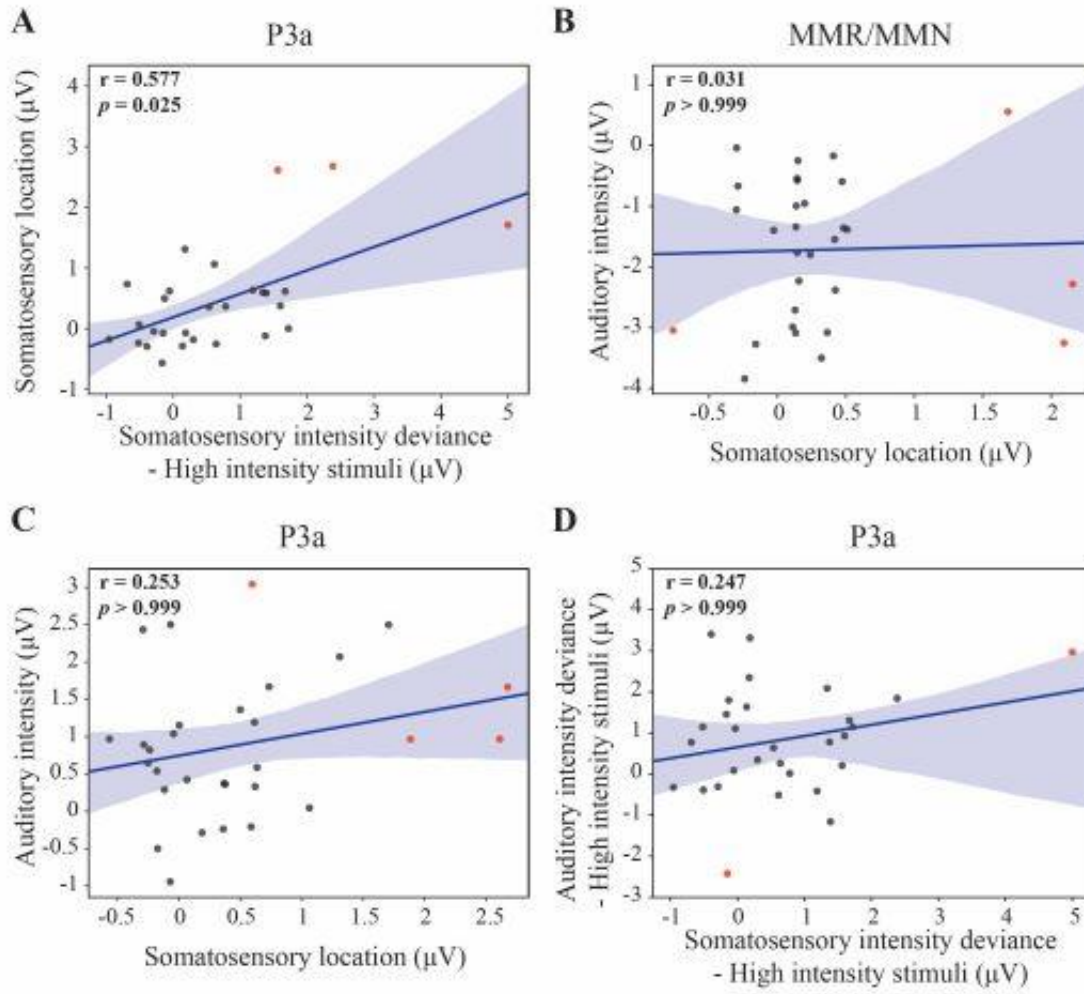 A
P3a
r = 0.577
p = 0.025
Somatosensory location (µV)
4
3
2
1
0
-1
-1 0 1 2 3 4 5
Somatosensory intensity deviance
- High intensity stimuli (µV)
B
MMR/MMN
r = 0.031
p > 0.999
Auditory intensity (µV)
1
0
-1
-2
-3
-4
-0.5 0 0.5 1 1.5 2
Somatosensory location (µV)
C
P3a
r = 0.253
p > 0.999
Auditory intensity (µV)
3
2.5
2
1.5
1
0.5
0
-0.5
-1
-0.5 0 0.5 1 1.5 2 2.5
Somatosensory location (µV)
D
P3a
r = 0.247
p > 0.999
Auditory intensity deviance
- High intensity stimuli (µV)
5
4
3
2
1
0
-1
-2
-3
-1 0 1 2 3 4 5
Somatosensory intensity deviance
- High intensity stimuli (µV)